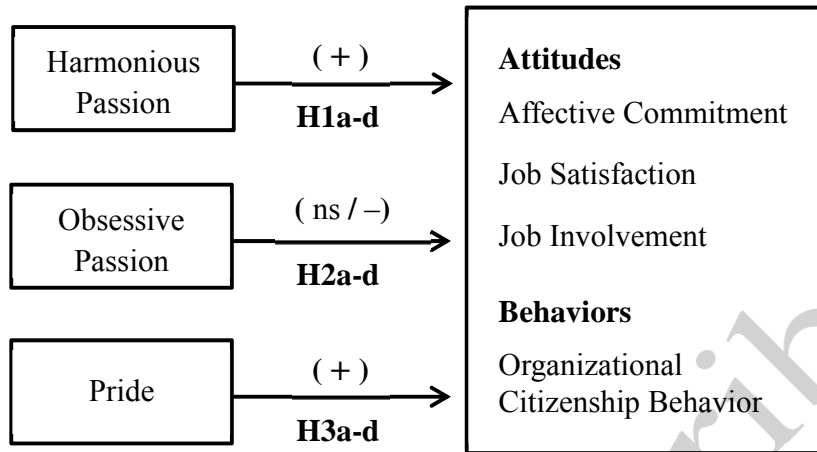 Harmonious
Passion
( + )
H1a-d
Obsessive
Passion
( ns / – )
H2a-d
Pride
( + )
H3a-d
Attitudes
Affective Commitment
Job Satisfaction
Job Involvement
Behaviors
Organizational
Citizenship Behavior